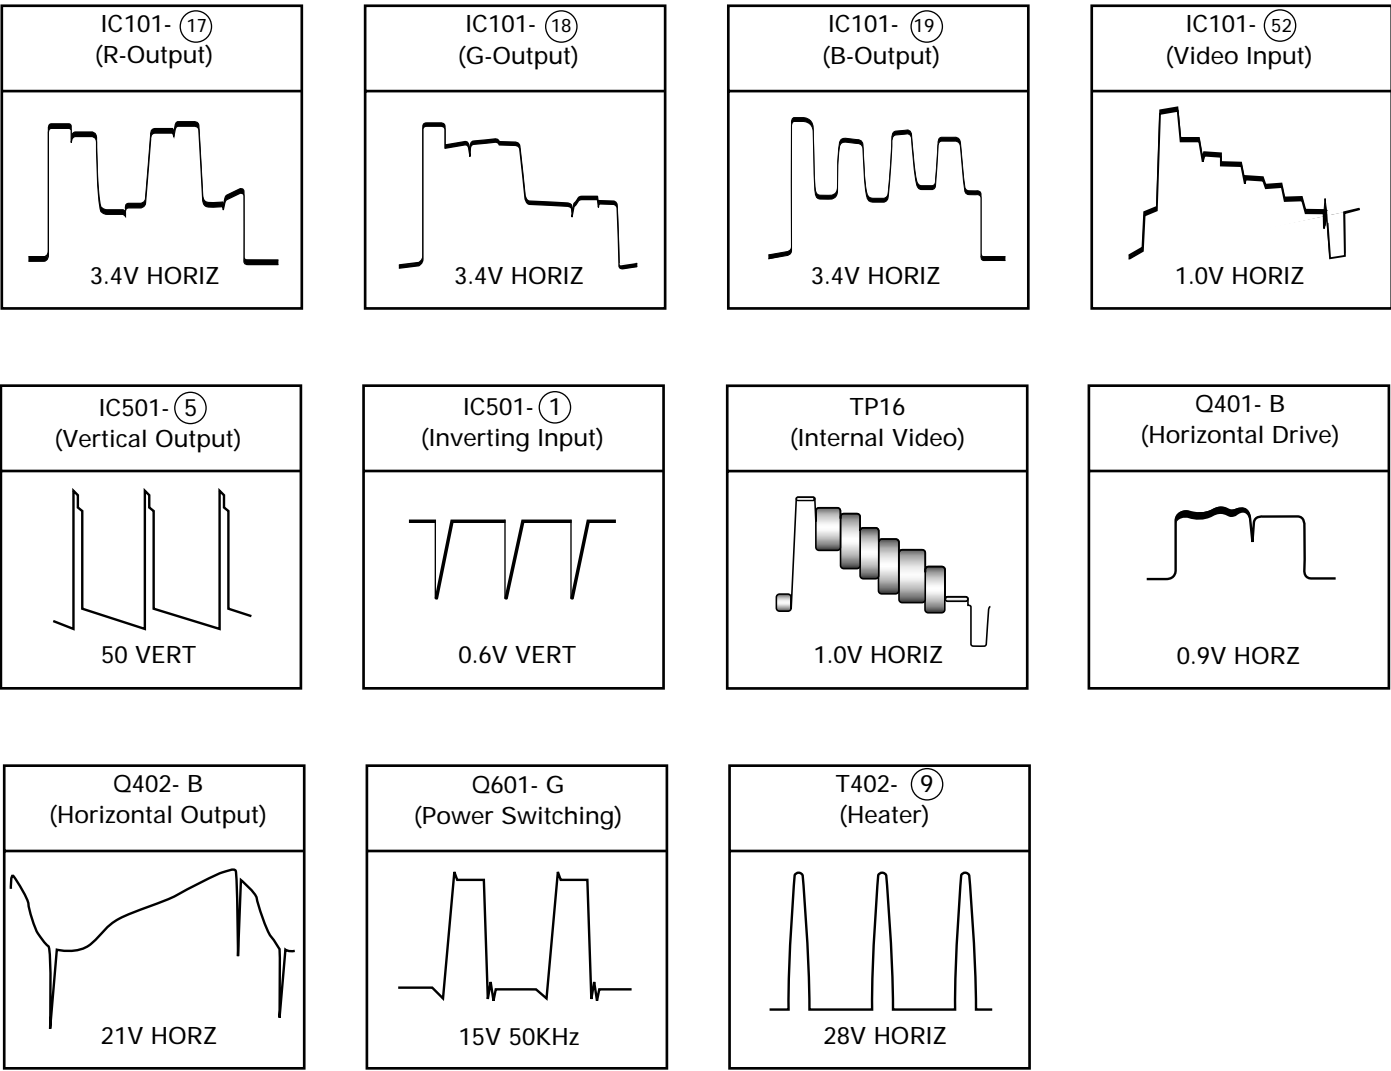 IC101- 17
(R-Output)
3.4V HORIZ
IC101- 18
(G-Output)
3.4V HORIZ
IC101- 19
(B-Output)
3.4V HORIZ
IC101- 52
(Video Input)
1.0V HORIZ
IC501- 5
(Vertical Output)
50 VERT
IC501- 1
(Inverting Input)
0.6V VERT
TP16
(Internal Video)
1.0V HORIZ
Q401- B
(Horizontal Drive)
0.9V HORZ
Q402- B
(Horizontal Output)
21V HORZ
Q601- G
(Power Switching)
15V 50KHz
T402- 9
(Heater)
28V HORIZ